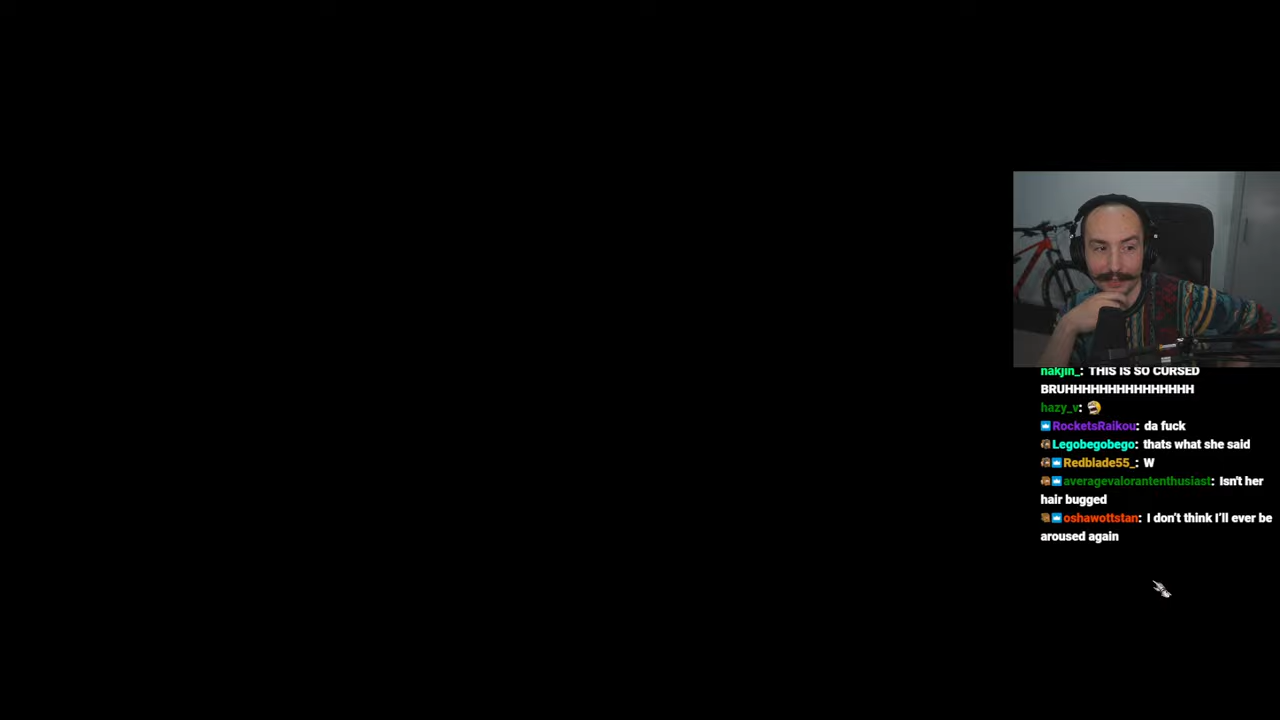 nakjin_: THIS IS SO CURSED
BRUHHHHHHHHHHHHHHH
hazy_v:
RocketsRaikou: da fuck
Legobegobego: thats what she said
Redblade55_: W
averagevalorantenthusiast: Isn't her
hair bugged
oshawottstan: I don't think I'll ever be
aroused again